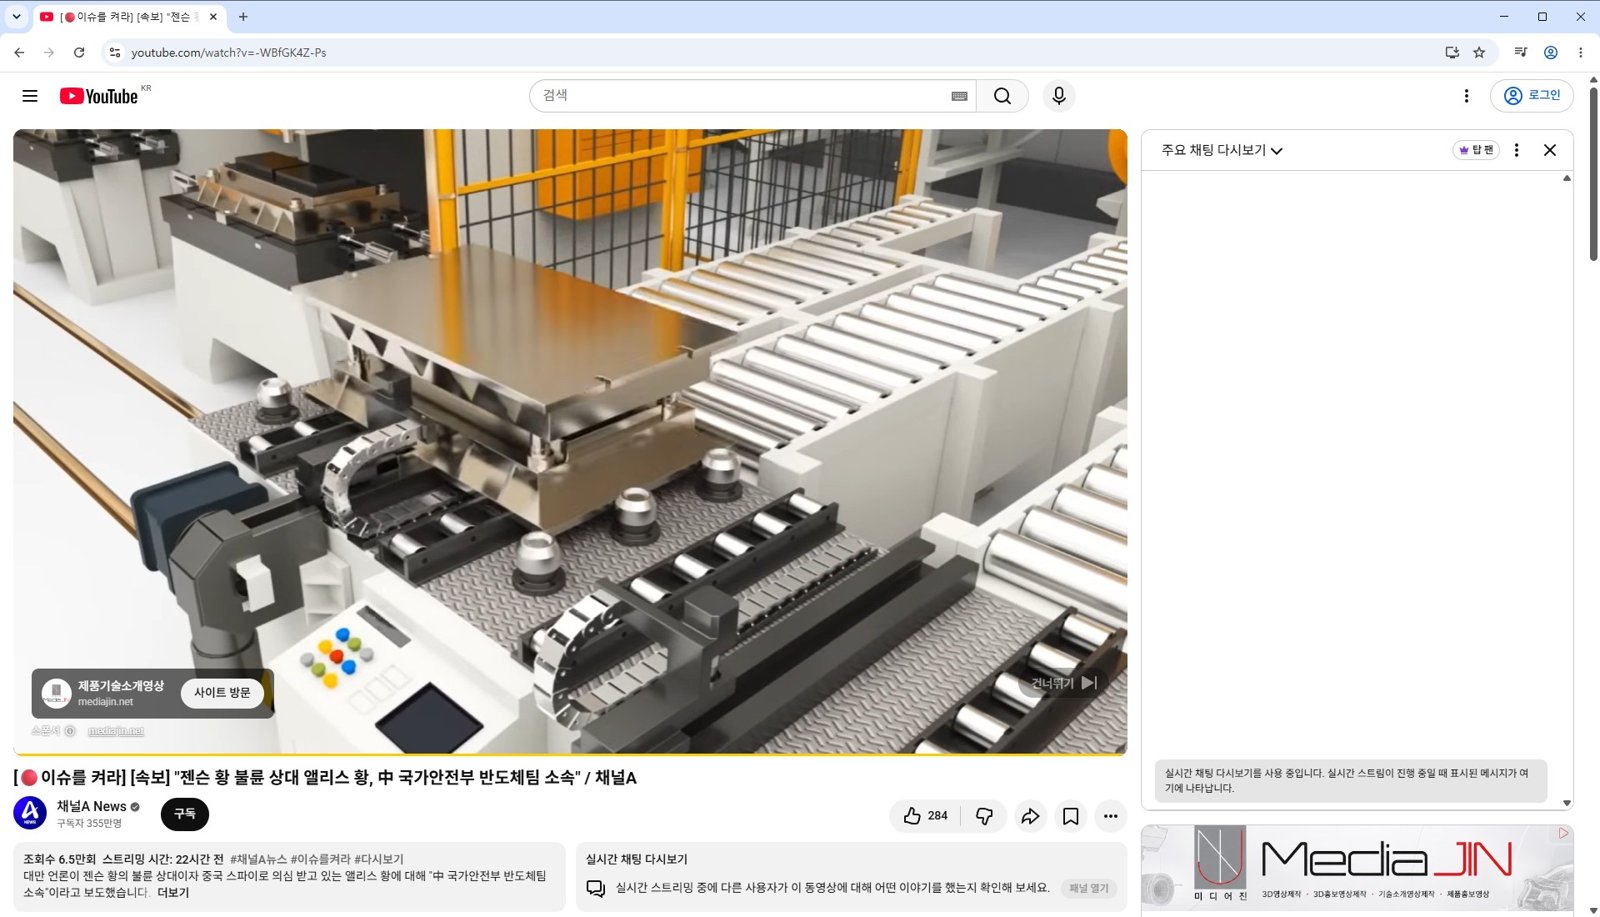 [🔴이슈를 켜라] [속보] "젠슨
youtube.com/watch?v=-WBfGK4Z-Ps
YouTube KR
검색
로그인
주요 채팅 다시보기
탑 팬
제품기술소개영상
mediajin.net
사이트 방문
건너뛰기
스폰서
mediajin.net
실시간 채팅 다시보기를 사용 중입니다. 실시간 스트림이 진행 중일 때 표시된 메시지가 여
기에 나타납니다.
[🔴이슈를 켜라] [속보] "젠슨 황 불륜 상대 앨리스 황, 中 국가안전부 반도체팀 소속" / 채널A
채널A News
구독자 355만명
구독
284
조회수 6.5만회 스트리밍 시간: 22시간 전 #채널A뉴스 #이슈를켜라 #다시보기
대만 언론이 젠슨 황의 불륜 상대이자 중국 스파이로 의심 받고 있는 앨리스 황에 대해 "中 국가안전부 반도체팀
소속"이라고 보도했습니다. 더보기
실시간 채팅 다시보기
실시간 스트리밍 중에 다른 사용자가 이 동영상에 대해 어떤 이야기를 했는지 확인해 보세요.
패널 열기
Media JIN
미디어진
3D영상제작 · 3D홍보영상제작 · 기술소개영상제작 · 제품홍보영상